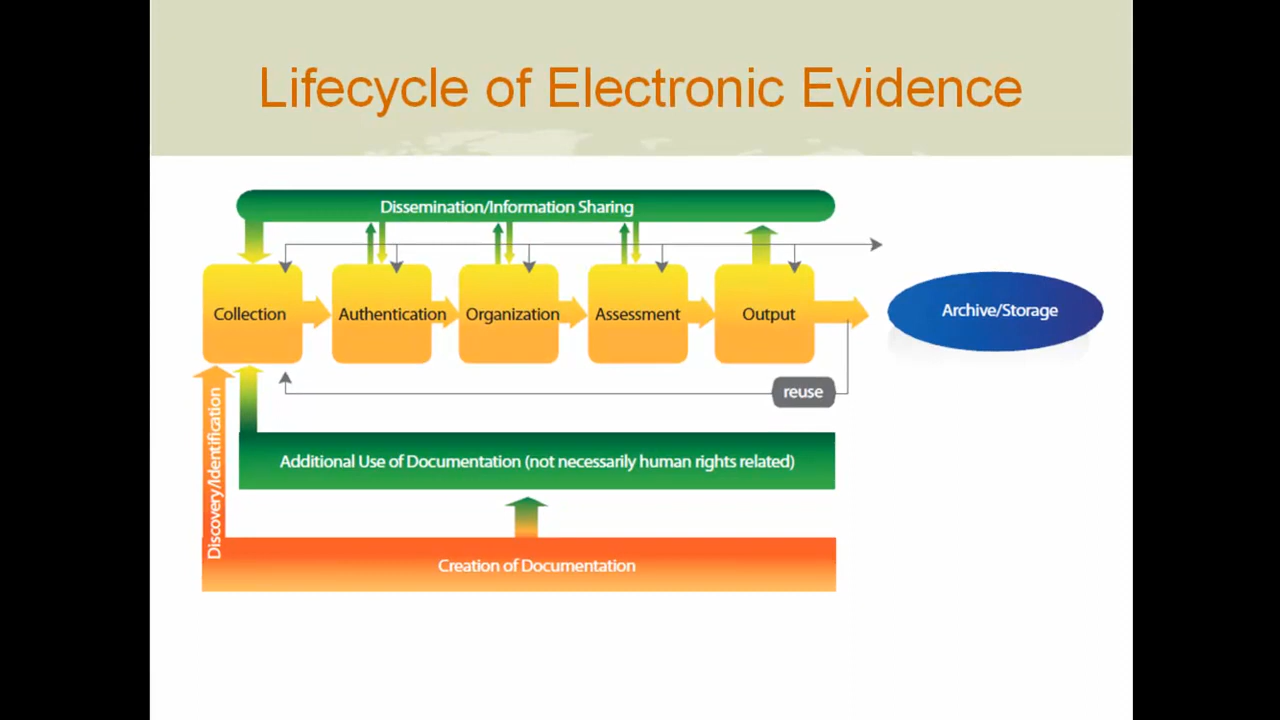 Lifecycle of Electronic Evidence
Dissemination/Information Sharing
Collection
Authentication
Organization
Assessment
Output
Archive/Storage
reuse
Discovery/Identification
Additional Use of Documentation (not necessarily human rights related)
Creation of Documentation